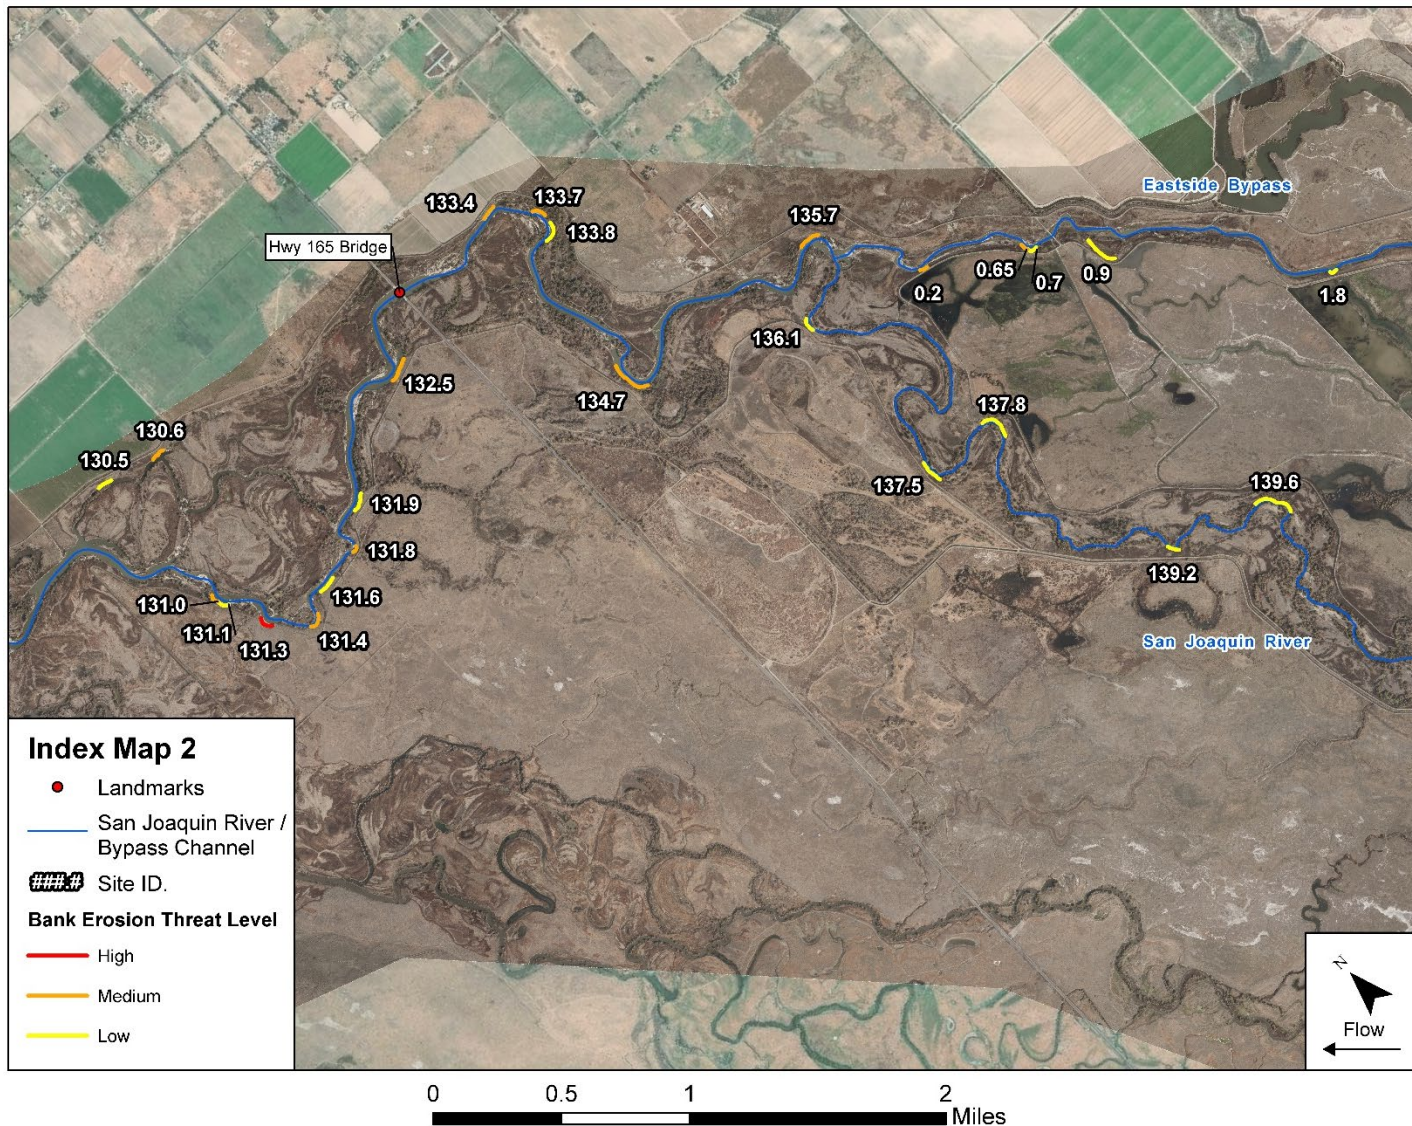 Eastside Bypass
133.4
133.7
133.8
135.7
Hwy 165 Bridge
0.2
0.65
0.7
0.9
1.8
136.1
132.5
134.7
137.8
130.6
130.5
137.5
139.6
131.9
131.8
139.2
131.6
131.0
131.1
131.3
131.4
San Joaquin River
Index Map 2
Landmarks
San Joaquin River /
Bypass Channel
###.# Site ID.
Bank Erosion Threat Level
High
Medium
Low
N
Flow
0 0.5 1 2 Miles